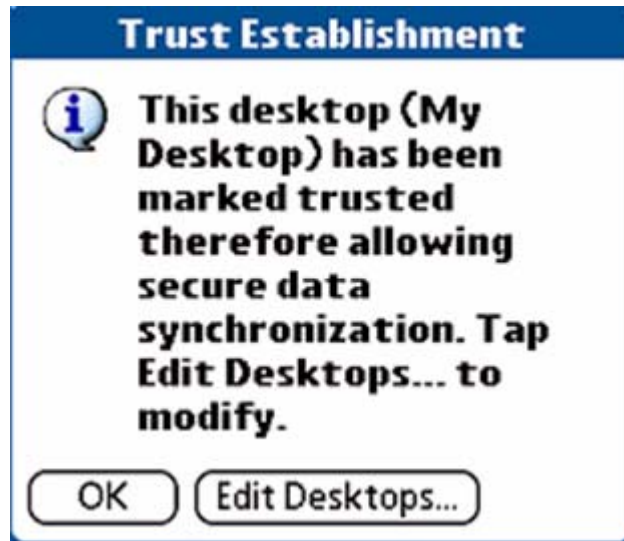 Trust Establishment
This desktop (My
Desktop) has been
marked trusted
therefore allowing
secure data
synchronization. Tap
Edit Desktops... to
modify.
OK
Edit Desktops...